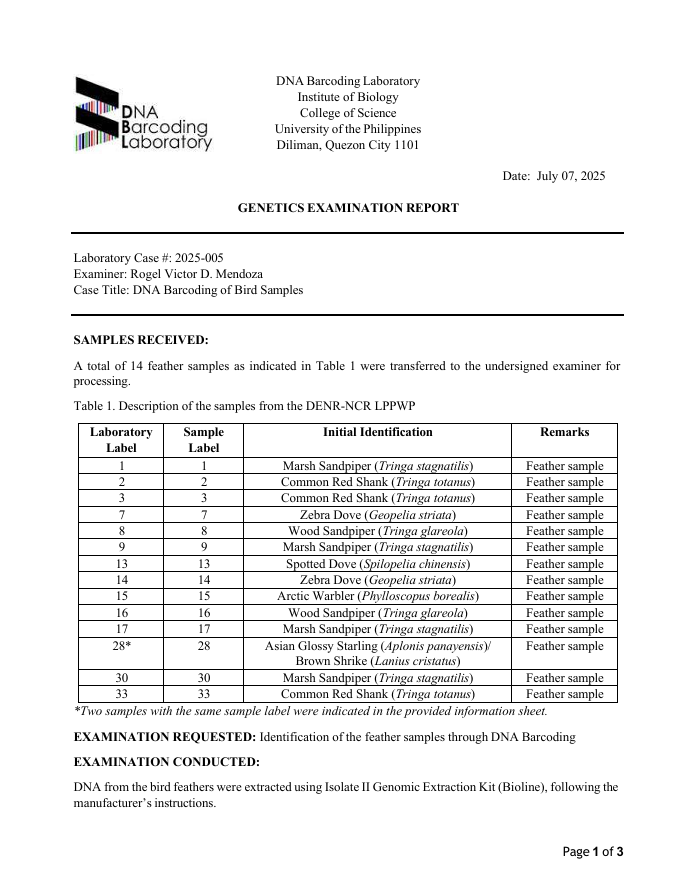 DNA
Barcoding
Laboratory
DNA Barcoding Laboratory
Institute of Biology
College of Science
University of the Philippines
Diliman, Quezon City 1101
Date: July 07, 2025
GENETICS EXAMINATION REPORT
Laboratory Case #: 2025-005
Examiner: Rogel Victor D. Mendoza
Case Title: DNA Barcoding of Bird Samples
SAMPLES RECEIVED:
A total of 14 feather samples as indicated in Table 1 were transferred to the undersigned examiner for
processing.
Table 1. Description of the samples from the DENR-NCR LPPWP
Laboratory Label Sample Label Initial Identification Remarks
1 1 Marsh Sandpiper (Tringa stagnatilis) Feather sample
2 2 Common Red Shank (Tringa totanus) Feather sample
3 3 Common Red Shank (Tringa totanus) Feather sample
7 7 Zebra Dove (Geopelia striata) Feather sample
8 8 Wood Sandpiper (Tringa glareola) Feather sample
9 9 Marsh Sandpiper (Tringa stagnatilis) Feather sample
13 13 Spotted Dove (Spilopelia chinensis) Feather sample
14 14 Zebra Dove (Geopelia striata) Feather sample
15 15 Arctic Warbler (Phylloscopus borealis) Feather sample
16 16 Wood Sandpiper (Tringa glareola) Feather sample
17 17 Marsh Sandpiper (Tringa stagnatilis) Feather sample
28* 28 Asian Glossy Starling (Aplonis panayensis)/ Feather sample
Brown Shrike (Lanius cristatus)
30 30 Marsh Sandpiper (Tringa stagnatilis) Feather sample
33 33 Common Red Shank (Tringa totanus) Feather sample
*Two samples with the same sample label were indicated in the provided information sheet.
EXAMINATION REQUESTED: Identification of the feather samples through DNA Barcoding
EXAMINATION CONDUCTED:
DNA from the bird feathers were extracted using Isolate II Genomic Extraction Kit (Bioline), following the
manufacturer's instructions.
Page 1 of 3